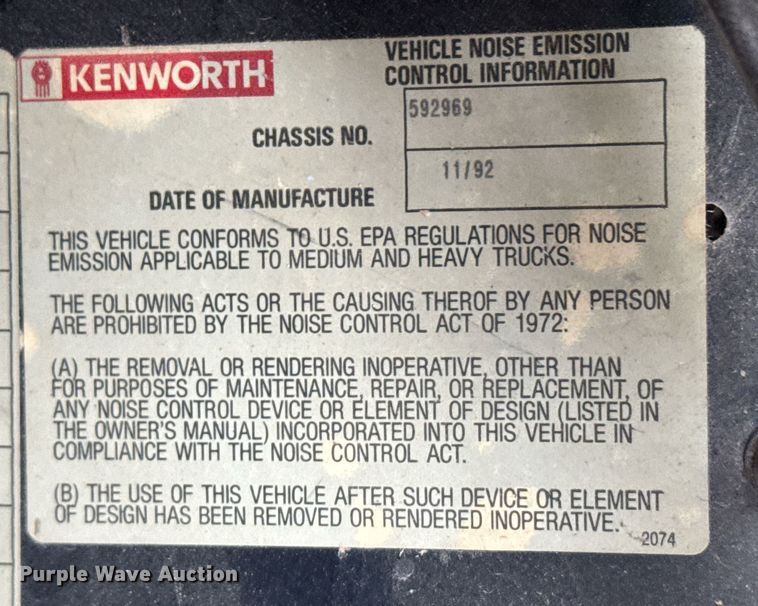 KENWORTH
VEHICLE NOISE EMISSION
CONTROL INFORMATION
CHASSIS NO. 592969
DATE OF MANUFACTURE 11/92
THIS VEHICLE CONFORMS TO U.S. EPA REGULATIONS FOR NOISE
EMISSION APPLICABLE TO MEDIUM AND HEAVY TRUCKS.
THE FOLLOWING ACTS OR THE CAUSING THEROF BY ANY PERSON
ARE PROHIBITED BY THE NOISE CONTROL ACT OF 1972:
(A) THE REMOVAL OR RENDERING INOPERATIVE, OTHER THAN
FOR PURPOSES OF MAINTENANCE, REPAIR, OR REPLACEMENT, OF
ANY NOISE CONTROL DEVICE OR ELEMENT OF DESIGN (LISTED IN
THE OWNER'S MANUAL) INCORPORATED INTO THIS VEHICLE IN
COMPLIANCE WITH THE NOISE CONTROL ACT.
(B) THE USE OF THIS VEHICLE AFTER SUCH DEVICE OR ELEMENT
OF DESIGN HAS BEEN REMOVED OR RENDERED INOPERATIVE.
2074
Purple Wave Auction